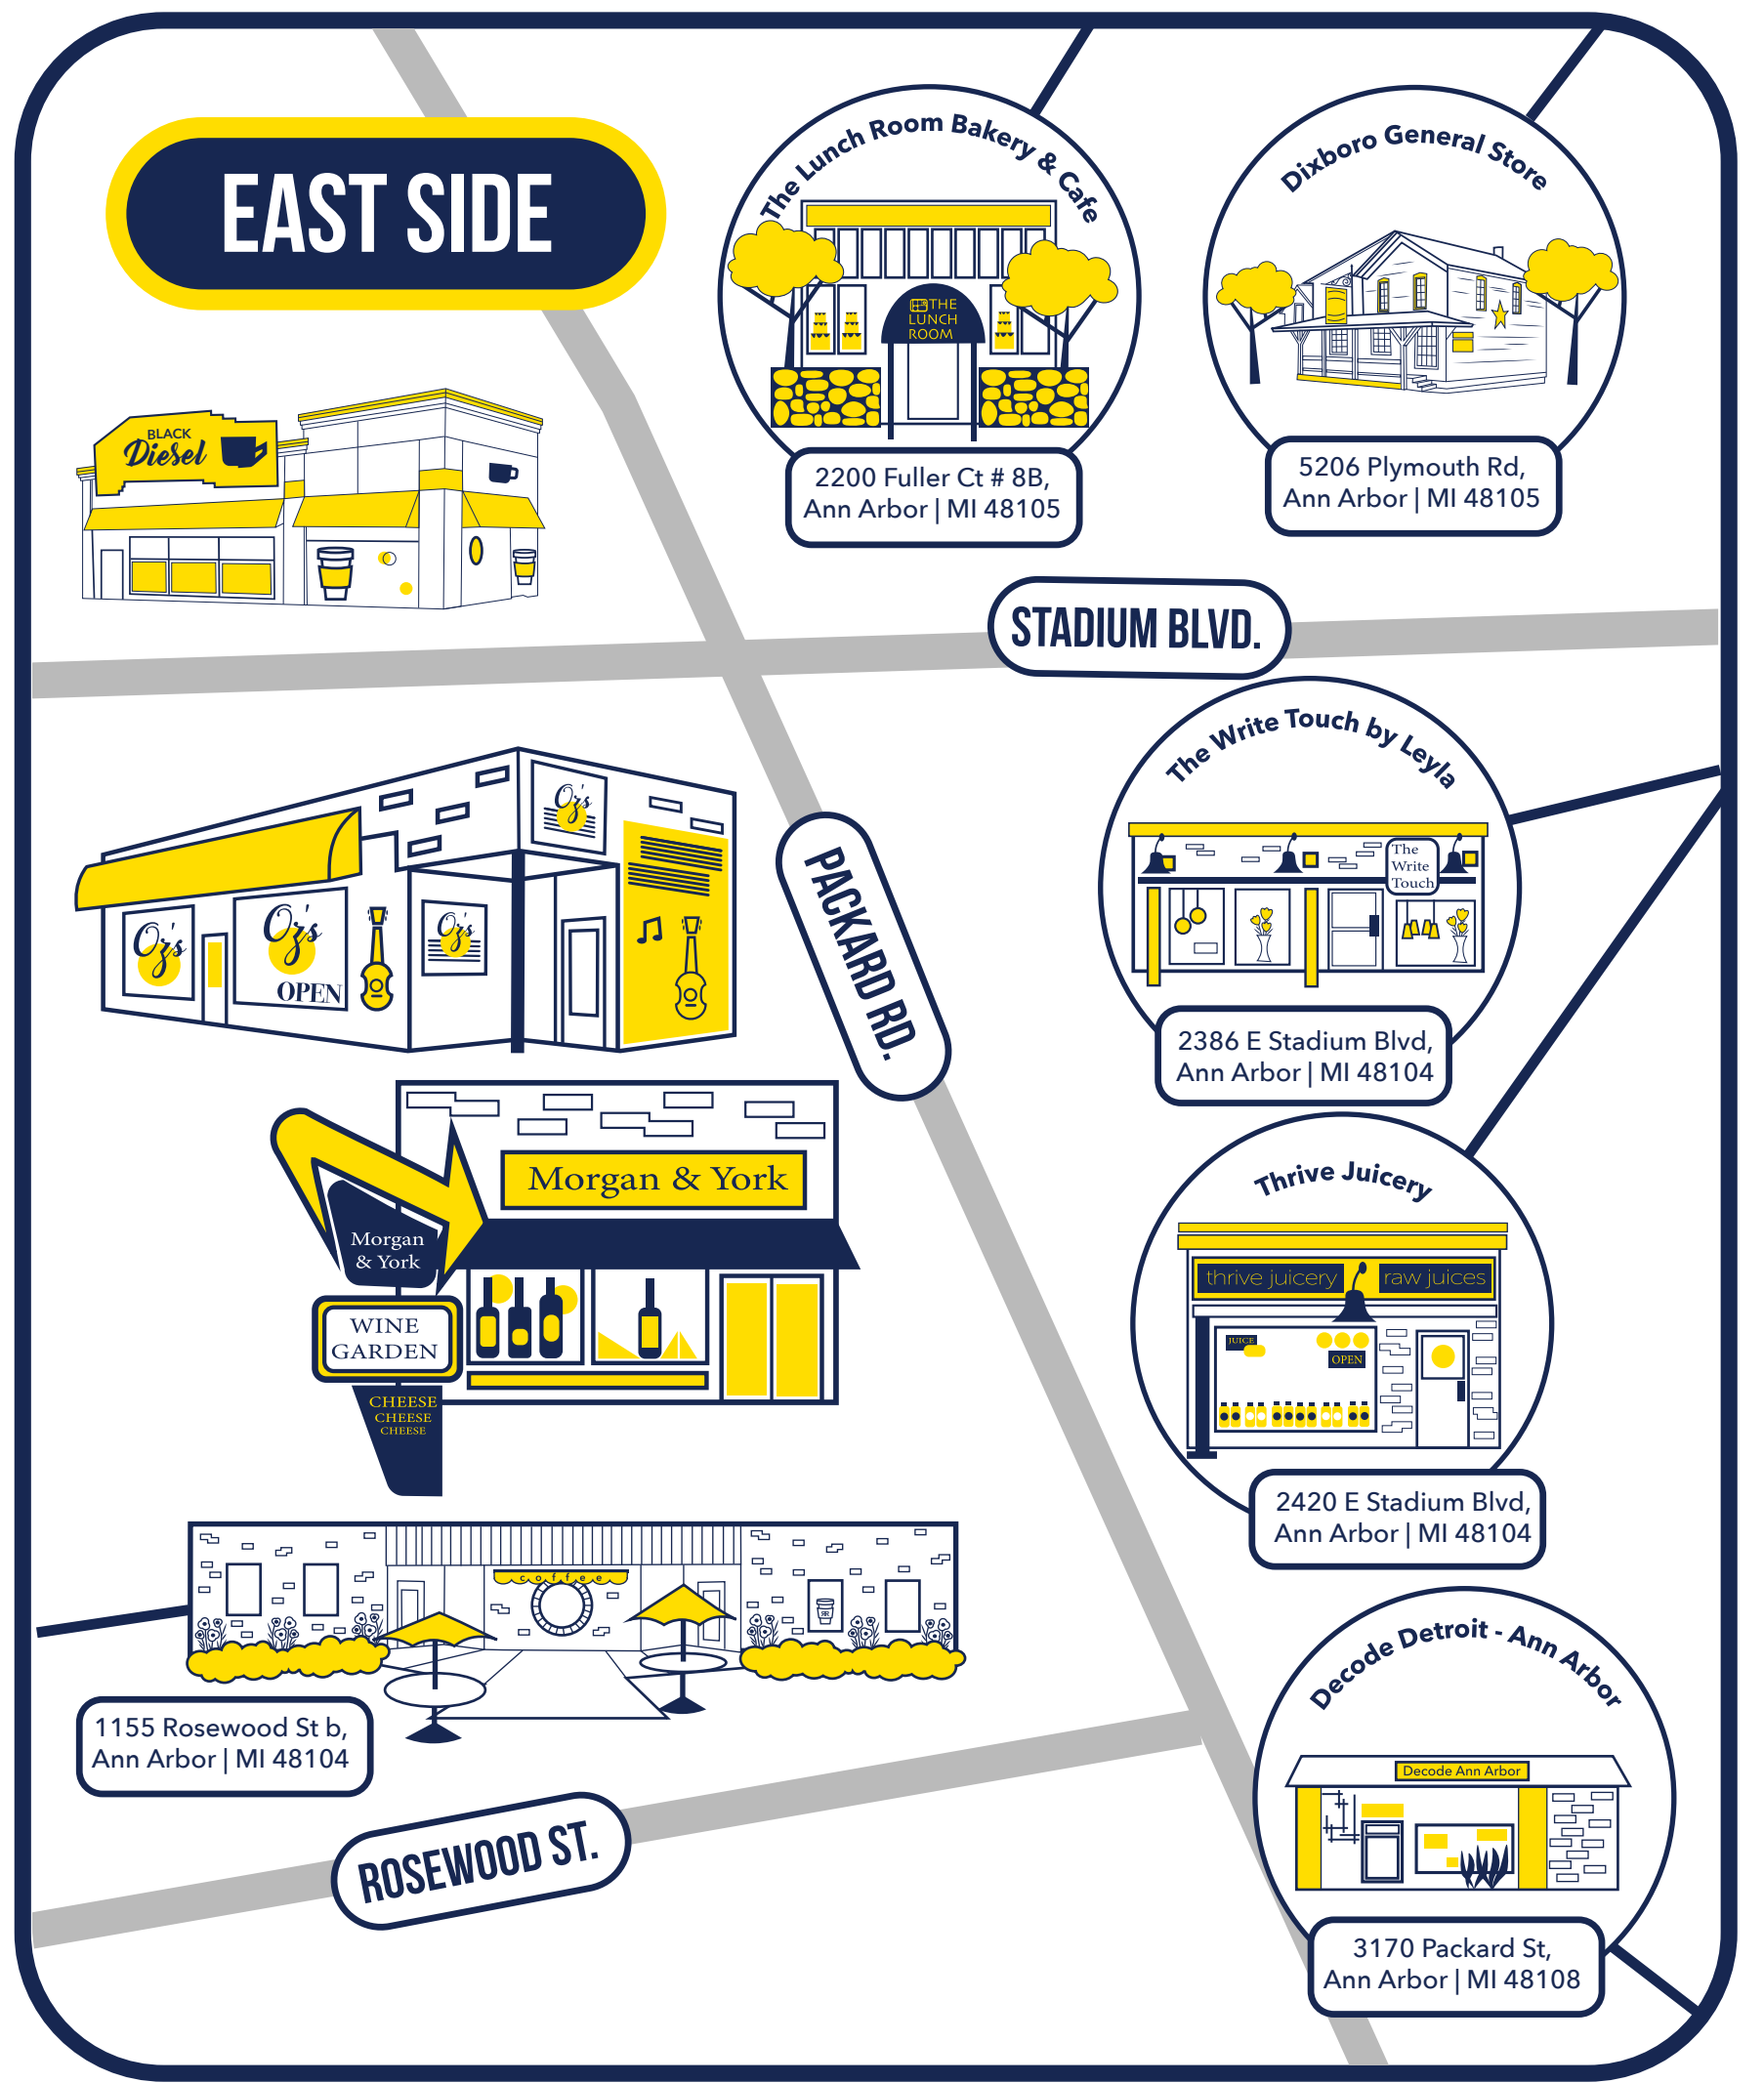 EAST SIDE
The Lunch Room Bakery & Cafe
THE
LUNCH
ROOM
2200 Fuller Ct # 8B,
Ann Arbor | MI 48105
Dixboro General Store
5206 Plymouth Rd,
Ann Arbor | MI 48105
BLACK
Diesel
STADIUM BLVD.
The Write Touch by Leyla
The
Write
Touch
2386 E Stadium Blvd,
Ann Arbor | MI 48104
Oz's
Oz's
Oz's
OPEN
Oz's
PACKARD RD.
Morgan & York
Morgan
& York
WINE
GARDEN
CHEESE
CHEESE
CHEESE
Thrive Juicery
thrive juicery
raw juices
JUICE
OPEN
2420 E Stadium Blvd,
Ann Arbor | MI 48104
coffee
RR
1155 Rosewood St b,
Ann Arbor | MI 48104
ROSEWOOD ST.
Decode Detroit - Ann Arbor
Decode Ann Arbor
3170 Packard St,
Ann Arbor | MI 48108